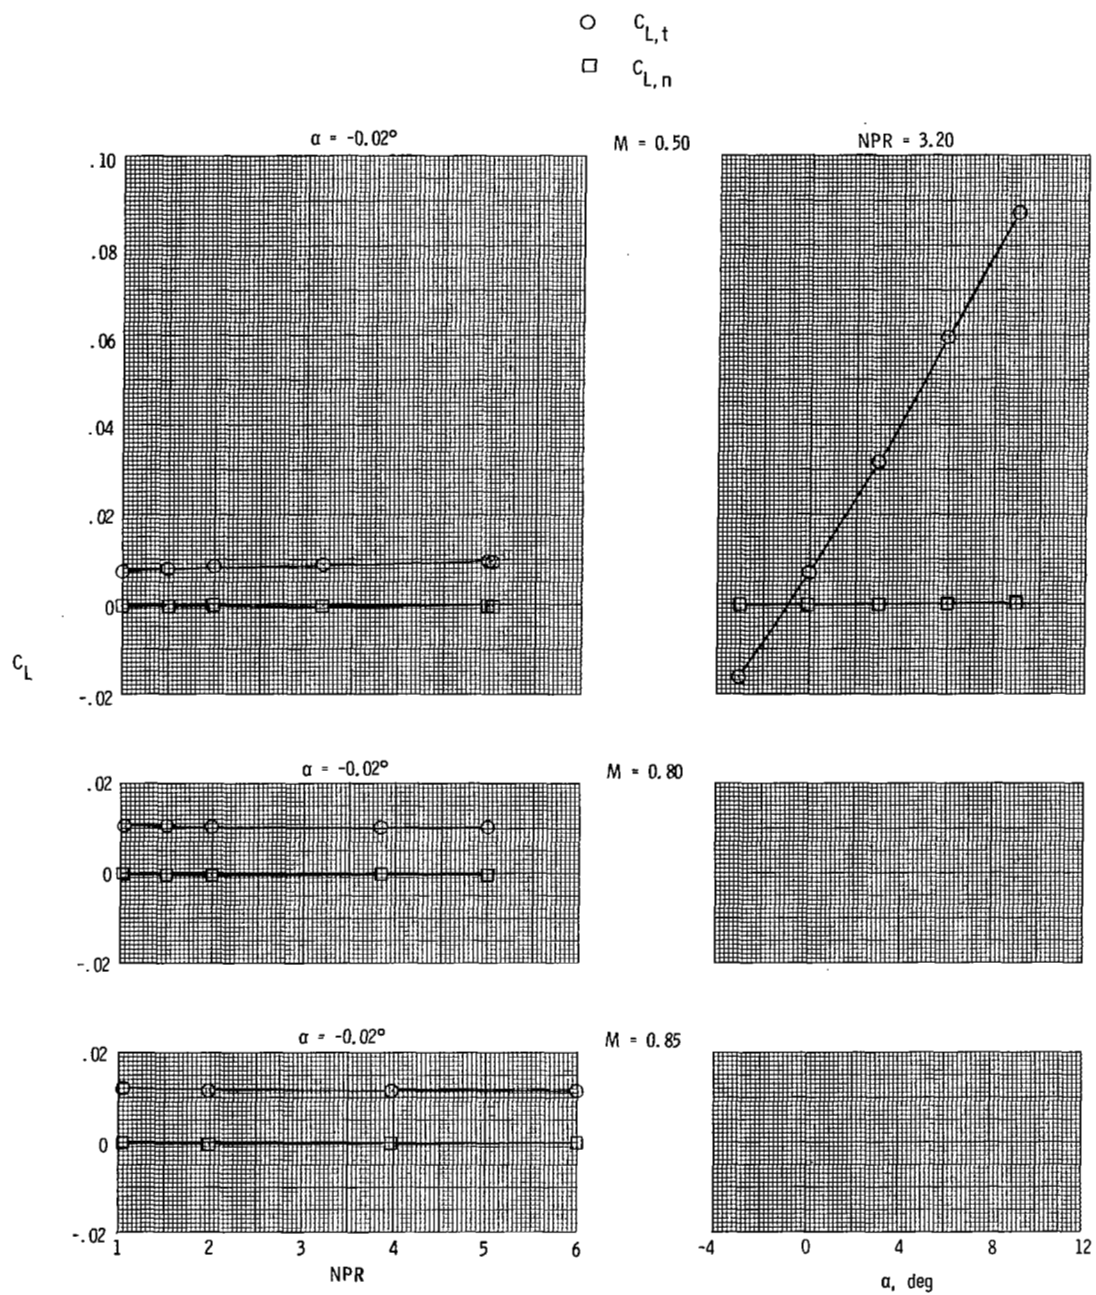 C_L,t
C_L,n
α = -0.02° M = 0.50 NPR = 3.20
.10
.08
.06
.04
.02
0
C_L
-.02
α = -0.02° M = 0.80
.02
0
-.02
α = -0.02° M = 0.85
.02
0
-.02
1 2 3 4 5 6 -4 0 4 8 12
NPR α, deg